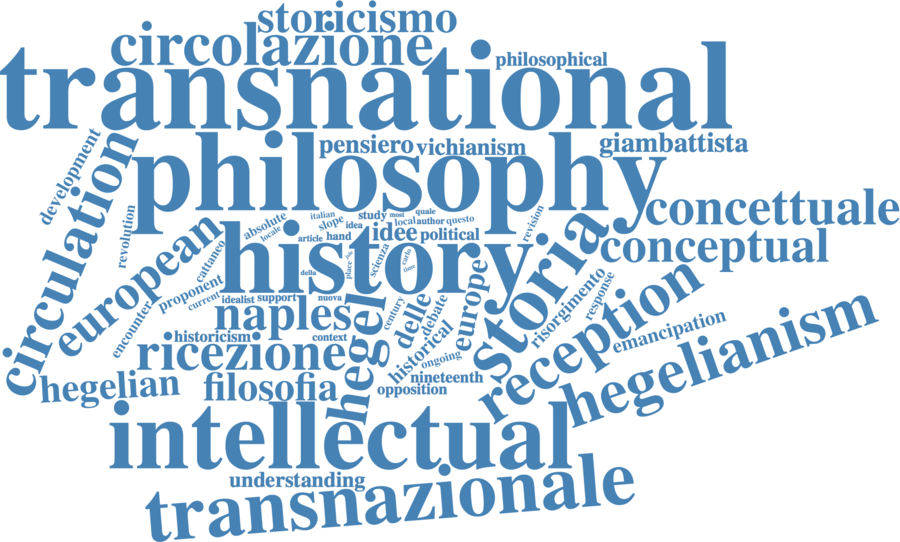 storicismo
circolazione
philosophical
transnational
development
circulation
philosophy
pensiero
vichianism
giambattista
concettuale
conceptual
revolution
european
cattaneo
absolute
locale
italian
slope
idea
study
most
local
quale
author
questo
article
hand
idee
political
revision
history
storia
della
place
july
scienza
carlo
time
encounter
proponent
current
idealist
support
nuova
naples
historicism
context
century
delle
debate
europe
risorgimento
response
reception
emancipation
hegelianism
ricezione
hegel
historical
ongoing
nineteenth
opposition
hegelian
filosofia
intellectual
understanding
transnazionale